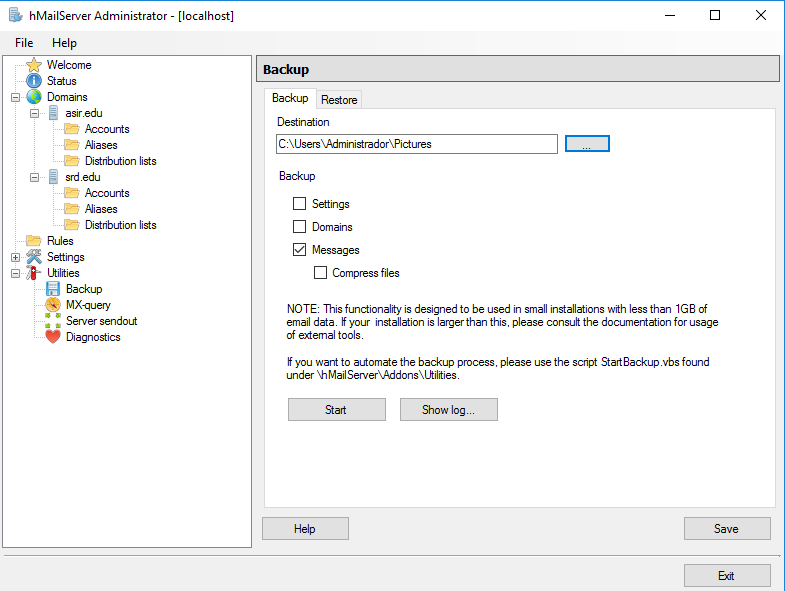 hMailServer Administrator - [localhost]
File Help
Welcome
Status
Domains
asir.edu
Accounts
Aliases
Distribution lists
srd.edu
Accounts
Aliases
Distribution lists
Rules
Settings
Utilities
Backup
MX-query
Server sendout
Diagnostics
Backup
Backup Restore
Destination
C:\Users\Administrador\Pictures ...
Backup
Settings
Domains
Messages
Compress files
NOTE: This functionality is designed to be used in small installations with less than 1GB of
email data. If your installation is larger than this, please consult the documentation for usage
of external tools.
If you want to automate the backup process, please use the script StartBackup.vbs found
under \hMailServer\Addons\Utilities.
Start Show log...
Help Save
Exit